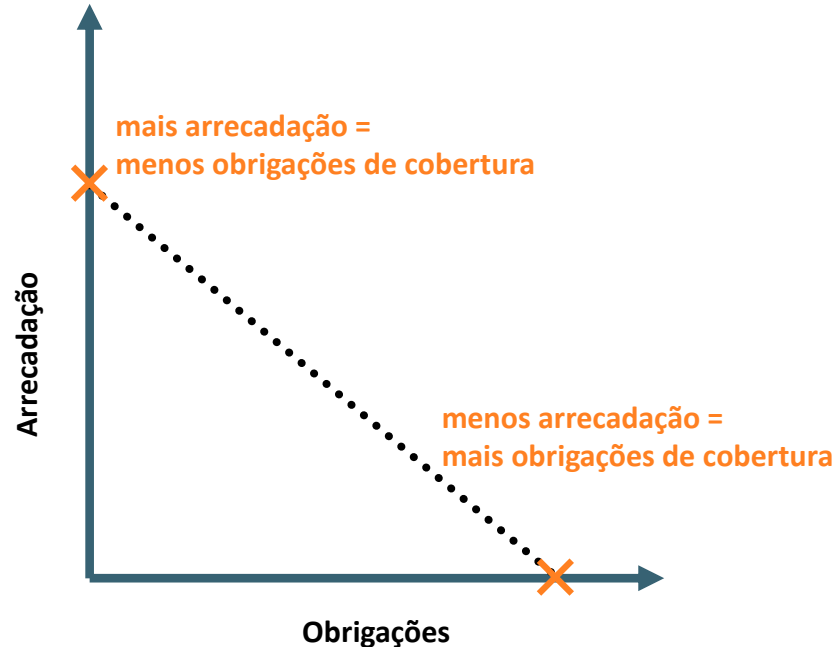 mais arrecadação =
menos obrigações de cobertura
Arrecadação
menos arrecadação =
mais obrigações de cobertura
Obrigações